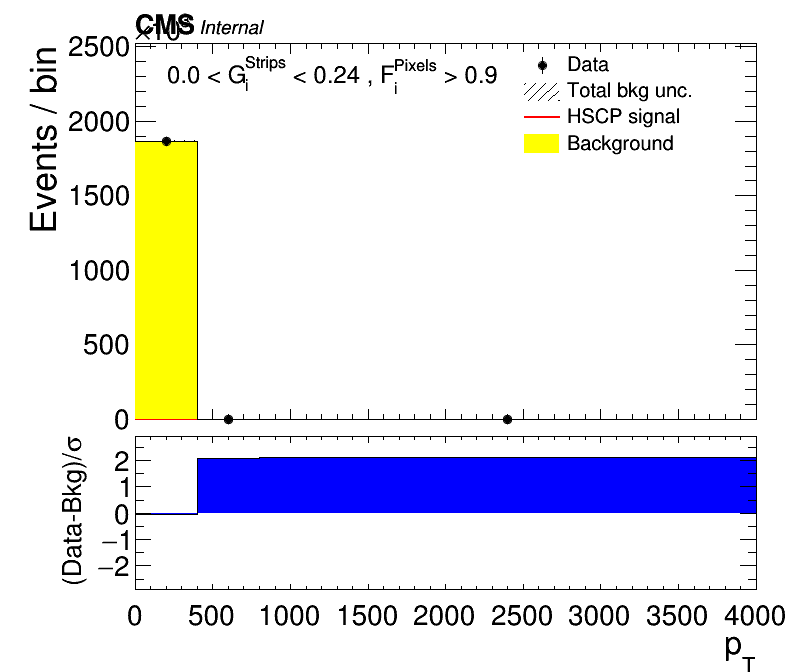 CMS Internal
×10³
0.0 < G_i^Strips < 0.24 , F_i^Pixels > 0.9
Data
Total bkg unc.
HSCP signal
Background
Events / bin
2500
2000
1500
1000
500
0
(Data-Bkg)/σ
2
1
0
−1
−2
0 500 1000 1500 2000 2500 3000 3500 4000
p_T